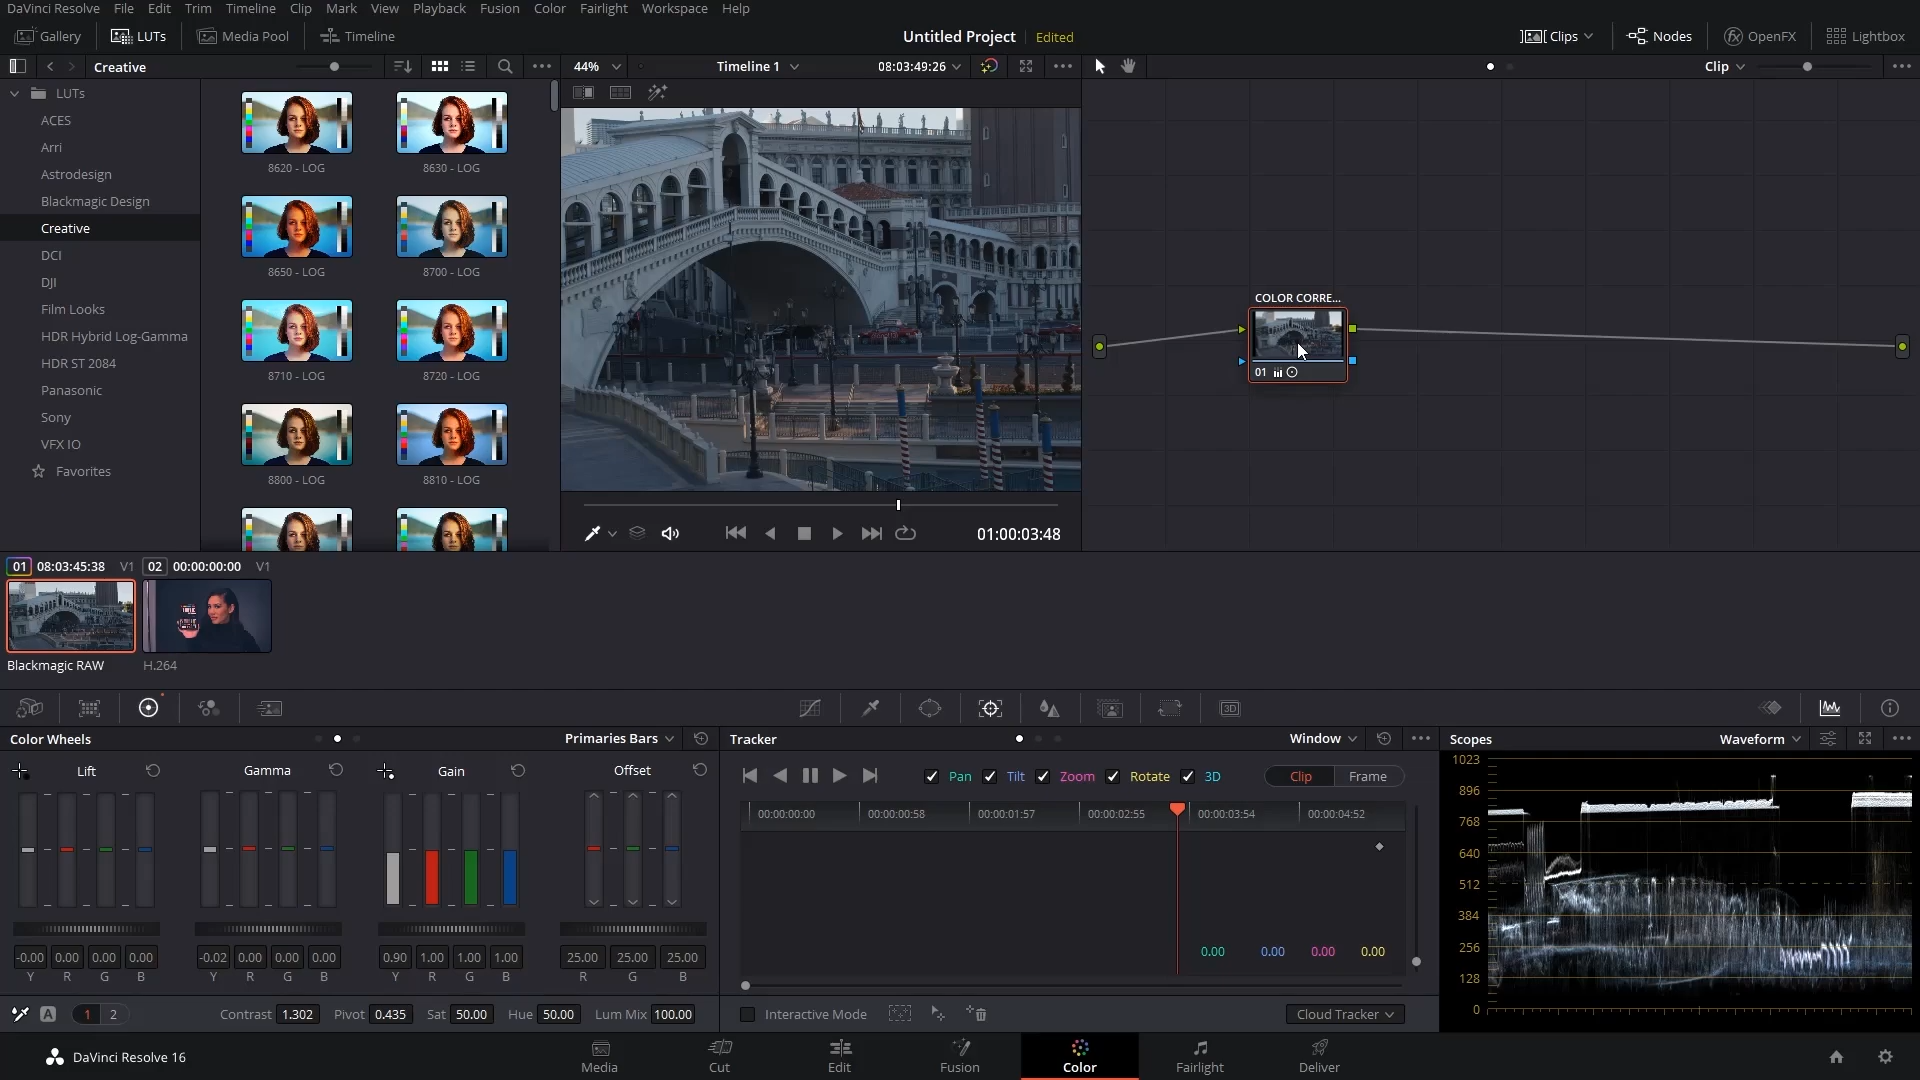 DaVinci Resolve File Edit Trim Timeline Clip Mark View Playback Fusion Color Fairlight Workspace Help
Gallery LUTs Media Pool Timeline Untitled Project Edited Clips Nodes OpenFX Lightbox
Creative 44% Timeline 1 08:03:49:26 Clip
LUTs
ACES
Arri
Astrodesign
Blackmagic Design
Creative
DCI
DJI
Film Looks
HDR Hybrid Log-Gamma
HDR ST 2084
Panasonic
Sony
VFX IO
Favorites
8620 - LOG 8630 - LOG
8650 - LOG 8700 - LOG
8710 - LOG 8720 - LOG
8800 - LOG 8810 - LOG
01:00:03:48
COLOR CORRE...
01
01 08:03:45:38 V1 02 00:00:00:00 V1
Blackmagic RAW H.264
Color Wheels Primaries Bars
Lift Gamma Gain Offset
-0.00 0.00 0.00 0.00 -0.02 0.00 0.00 0.00 0.90 1.00 1.00 1.00 25.00 25.00 25.00
Y R G B Y R G B Y R G B R G B
A 1 2 Contrast 1.302 Pivot 0.435 Sat 50.00 Hue 50.00 Lum Mix 100.00
Tracker Window
Pan Tilt Zoom Rotate 3D Clip Frame
00:00:00:00 00:00:00:58 00:00:01:57 00:00:02:55 00:00:03:54 00:00:04:52
0.00 0.00 0.00 0.00
Interactive Mode Cloud Tracker
Scopes Waveform
1023
896
768
640
512
384
256
128
0
3D
DaVinci Resolve 16 Media Cut Edit Fusion Color Fairlight Deliver